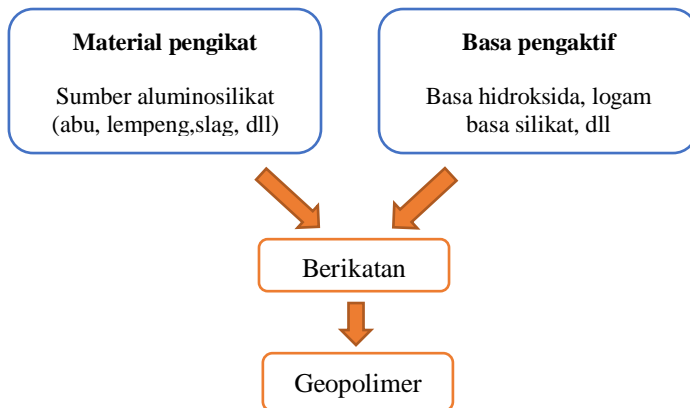 Material pengikat
Sumber aluminosilikat
(abu, lempeng,slag, dll)
Basa pengaktif
Basa hidroksida, logam
basa silikat, dll
Berikatan
Geopolimer